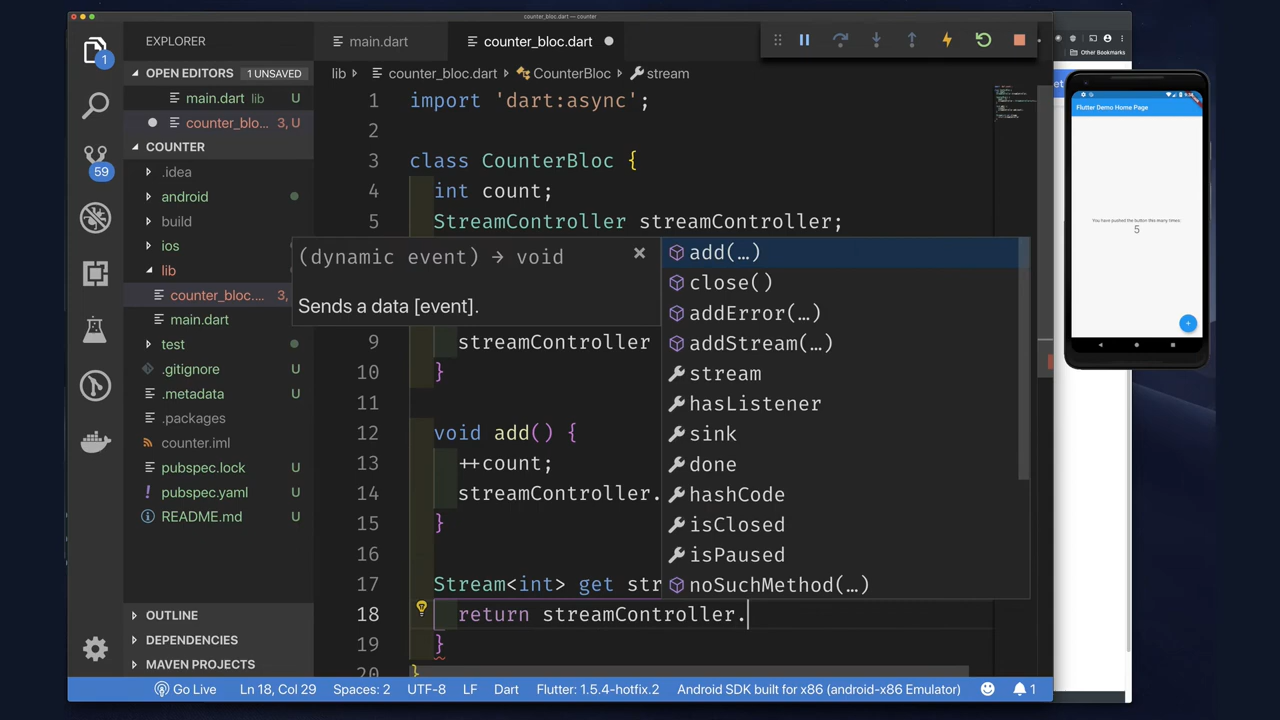 counter_bloc.dart — counter
EXPLORER
main.dart
counter_bloc.dart
OPEN EDITORS 1 UNSAVED
lib counter_bloc.dart CounterBloc stream
Other Bookmarks
1
main.dart lib U
counter_blo... 3, U
COUNTER
.idea
59
android
build
ios
lib
counter_bloc.... 3,
main.dart
test
.gitignore U
.metadata U
.packages
counter.iml U
pubspec.lock U
pubspec.yaml U
README.md U
OUTLINE
DEPENDENCIES
MAVEN PROJECTS
1 import 'dart:async';
2
3 class CounterBloc {
4 int count;
5 StreamController streamController;
(dynamic event) → void
Sends a data [event].
9 streamController
10 }
11
12 void add() {
13 ++count;
14 streamController.
15 }
16
17 Stream<int> get str
18 return streamController.
19 }
20 }
add(…)
close()
addError(…)
addStream(…)
stream
hasListener
sink
done
hashCode
isClosed
isPaused
noSuchMethod(…)
Flutter Demo Home Page
You have pushed the button this many times:
5
+
Go Live Ln 18, Col 29 Spaces: 2 UTF-8 LF Dart Flutter: 1.5.4-hotfix.2 Android SDK built for x86 (android-x86 Emulator) 1